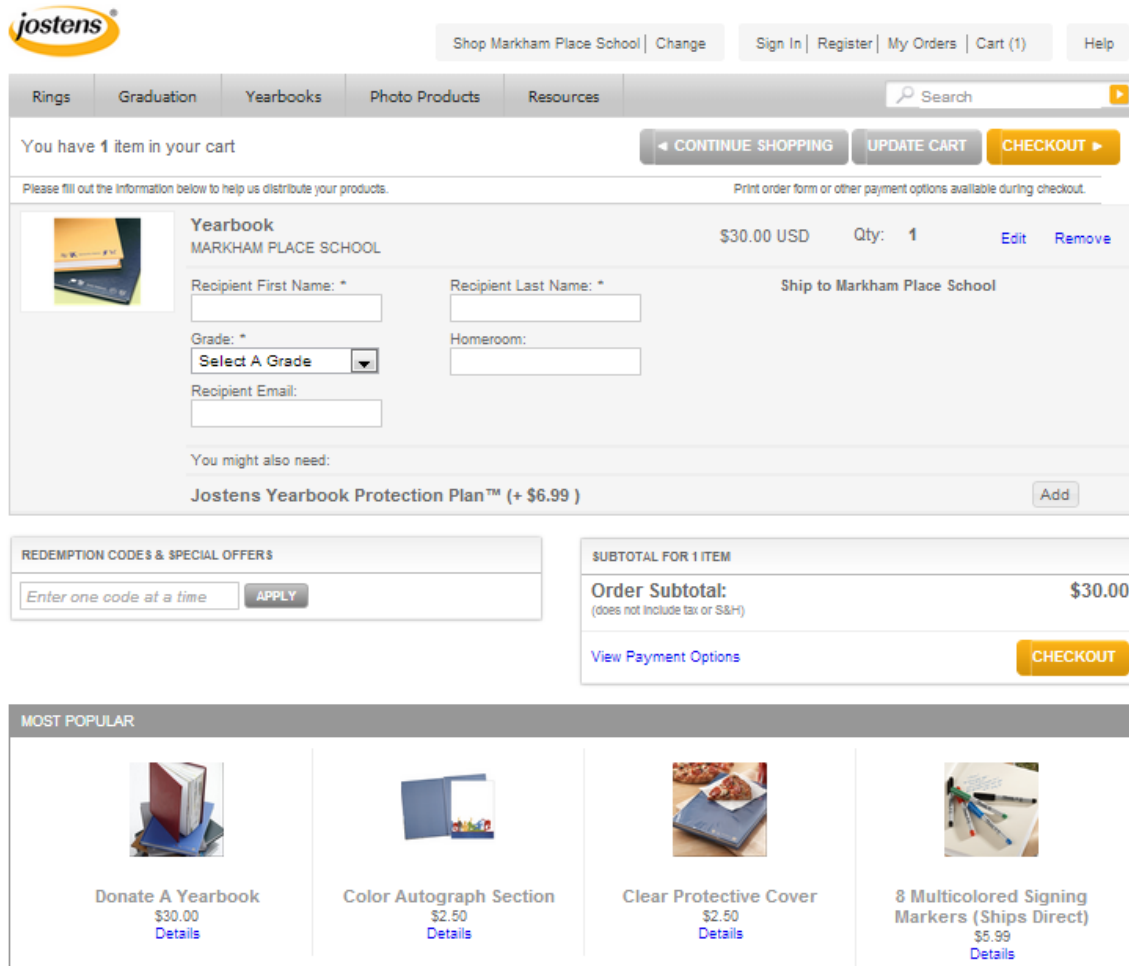 jostens
Shop Markham Place School | Change
Sign In | Register | My Orders | Cart (1)
Help
Rings
Graduation
Yearbooks
Photo Products
Resources
Search
You have 1 item in your cart
◄ CONTINUE SHOPPING
UPDATE CART
CHECKOUT ►
Please fill out the information below to help us distribute your products.
Print order form or other payment options available during checkout.
Yearbook
MARKHAM PLACE SCHOOL
$30.00 USD
Qty: 1
Edit
Remove
Recipient First Name: *
Recipient Last Name: *
Ship to Markham Place School
Grade: *
Homeroom:
Select A Grade
Recipient Email:
You might also need:
Jostens Yearbook Protection Plan™ (+ $6.99 )
Add
REDEMPTION CODES & SPECIAL OFFERS
Enter one code at a time
APPLY
SUBTOTAL FOR 1 ITEM
Order Subtotal:
$30.00
(does not include tax or S&H)
View Payment Options
CHECKOUT
MOST POPULAR
Donate A Yearbook
$30.00
Details
Color Autograph Section
$2.50
Details
Clear Protective Cover
$2.50
Details
8 Multicolored Signing
Markers (Ships Direct)
$5.99
Details